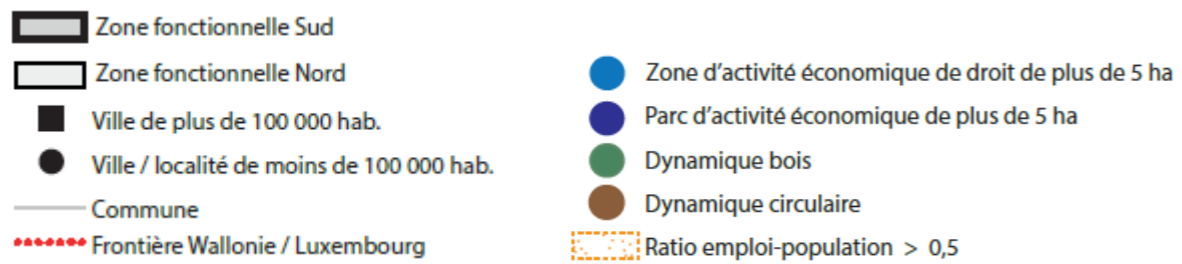 Zone fonctionnelle Sud
Zone fonctionnelle Nord
Ville de plus de 100 000 hab.
Ville / localité de moins de 100 000 hab.
Commune
Frontière Wallonie / Luxembourg
Zone d'activité économique de droit de plus de 5 ha
Parc d'activité économique de plus de 5 ha
Dynamique bois
Dynamique circulaire
Ratio emploi-population > 0,5